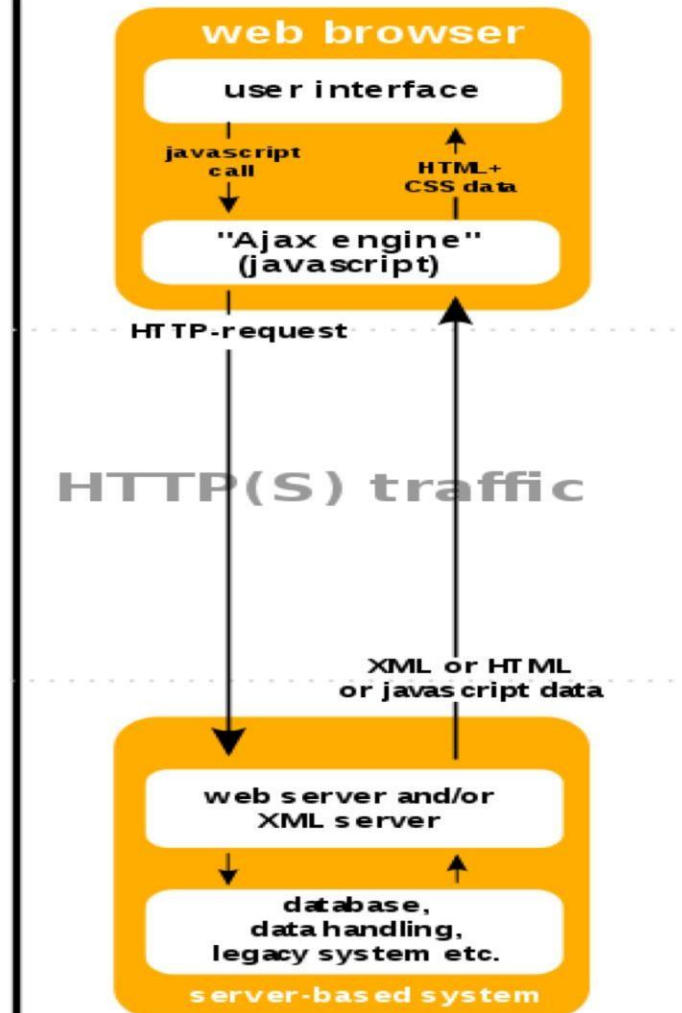 web browser
user interface
javascript
call
HTML+
CSS data
"Ajax engine"
(javascript)
HTTP-request
HTTP(S) traffic
XML or HTML
or javascript data
web server and/or
XML server
database,
data handling,
legacy system etc.
server-based system